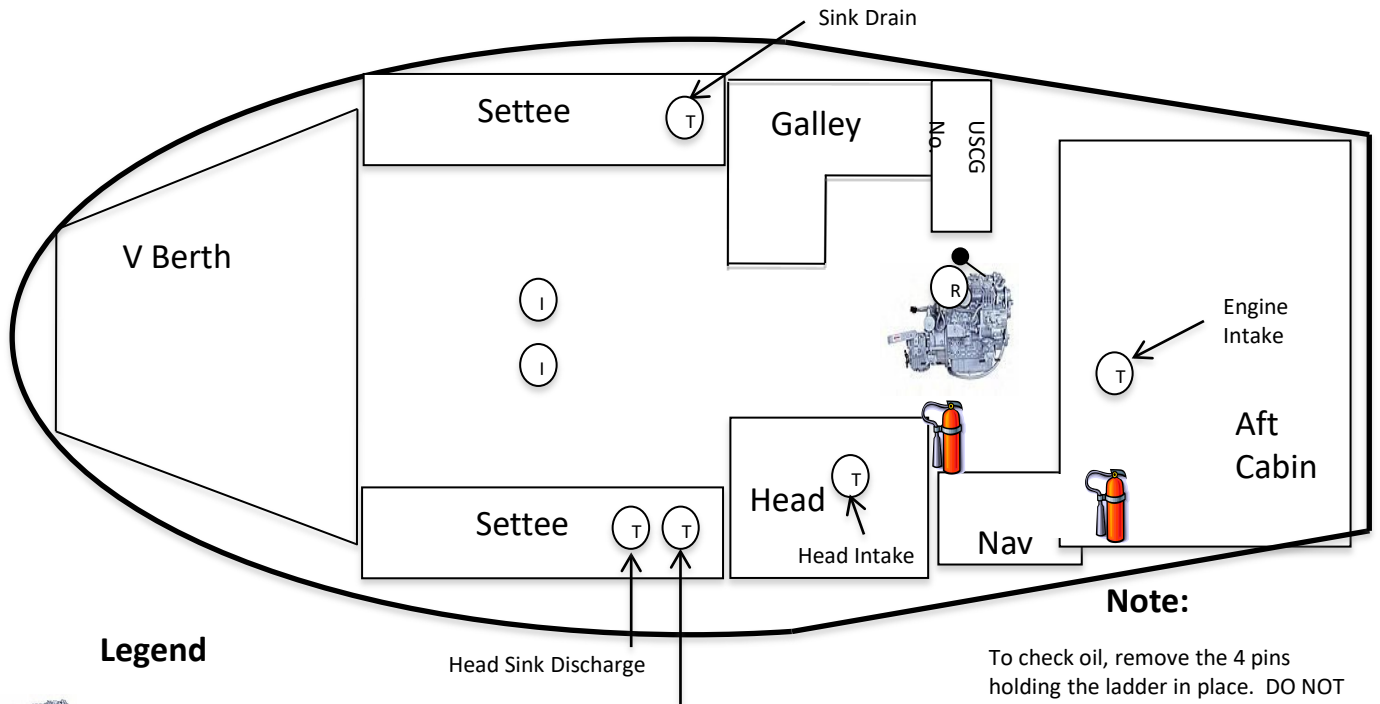 Sink Drain
Settee
T
Galley
USCG
No.
V Berth
I
I
R
Engine
Intake
T
Aft
Cabin
Settee
T
T
Head
T
Head Intake
Nav
Note:
Legend
Head Sink Discharge
To check oil, remove the 4 pins
holding the ladder in place. DO NOT